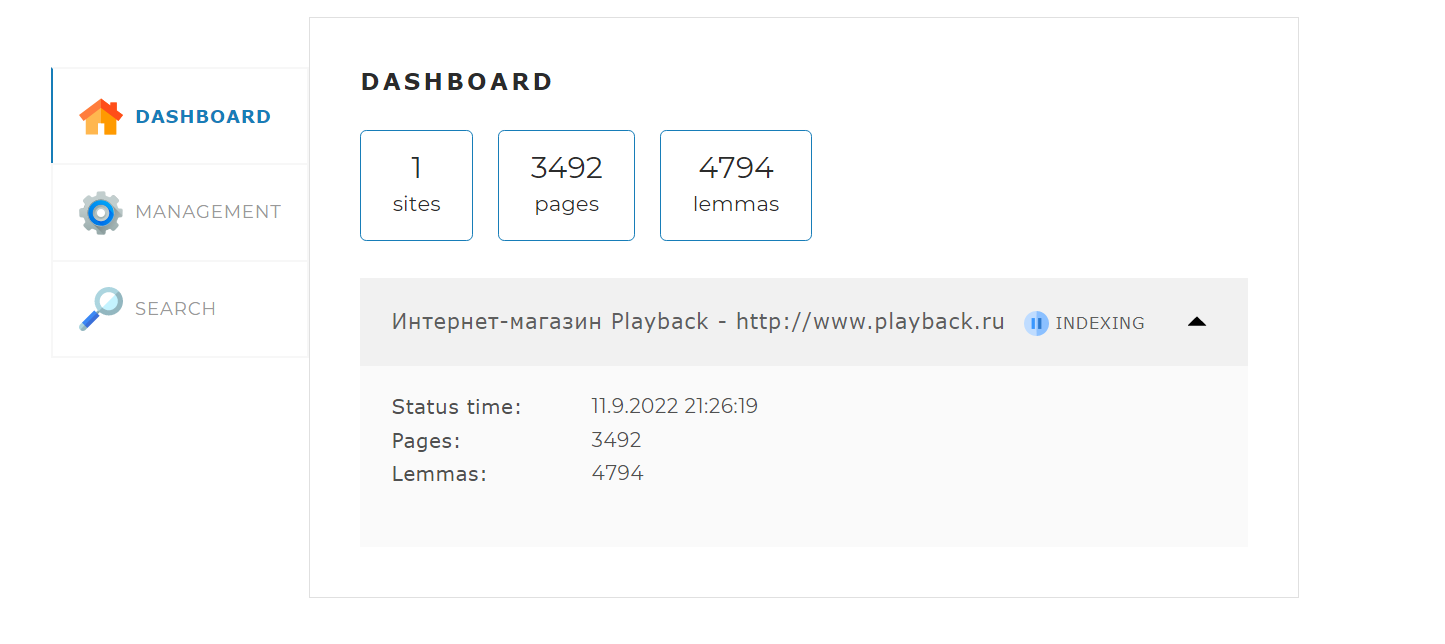 DASHBOARD
MANAGEMENT
SEARCH
DASHBOARD
1
sites
3492
pages
4794
lemmas
Интернет-магазин Playback - http://www.playback.ru INDEXING
Status time: 11.9.2022 21:26:19
Pages: 3492
Lemmas: 4794